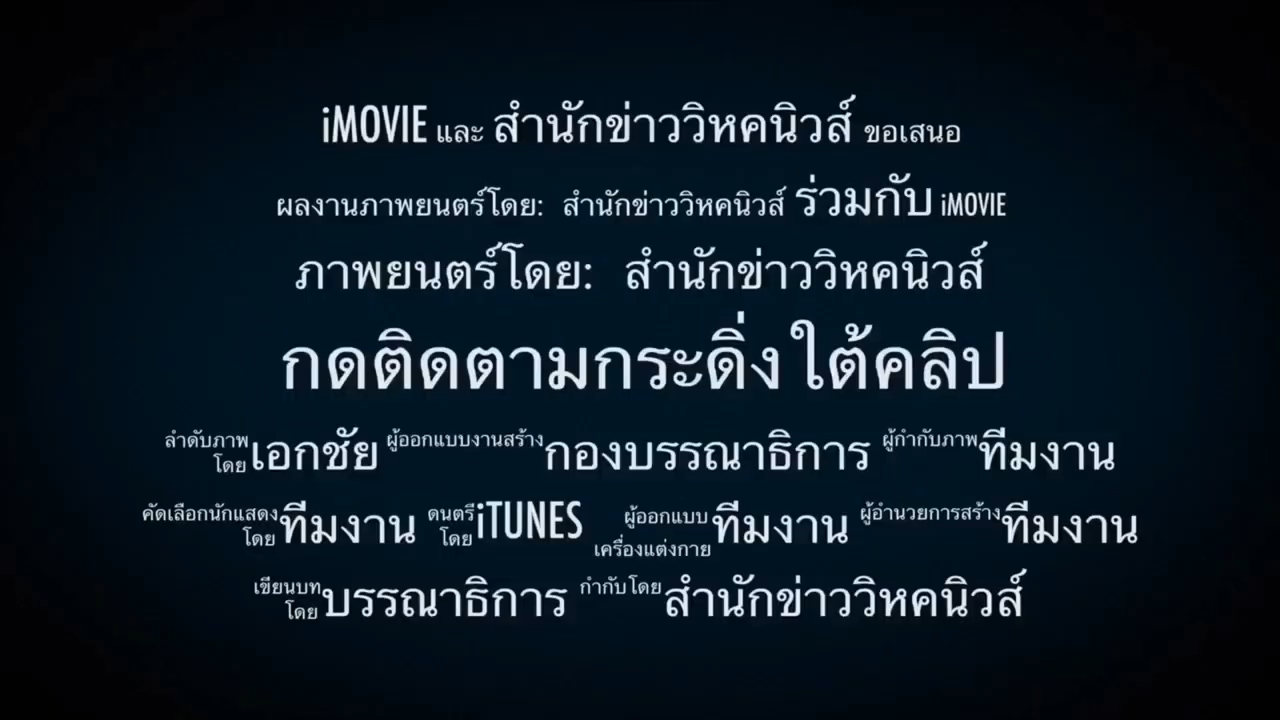 iMOVIE และ สำนักข่าววิหคนิวส์ ขอเสนอ
ผลงานภาพยนตร์โดย: สำนักข่าววิหคนิวส์ ร่วมกับ iMOVIE
ภาพยนตร์โดย: สำนักข่าววิหคนิวส์
กดติดตามกระดิ่ง ใต้คลิป
ลำดับภาพโดย เอกชัย ผู้ออกแบบงานสร้าง กองบรรณาธิการ ผู้กำกับภาพ ทีมงาน
คัดเลือกนักแสดงโดย ทีมงาน ดนตรีโดย iTUNES ผู้ออกแบบเครื่องแต่งกาย ทีมงาน ผู้อำนวยการสร้าง ทีมงาน
เขียนบทโดย บรรณาธิการ กำกับโดย สำนักข่าววิหคนิวส์